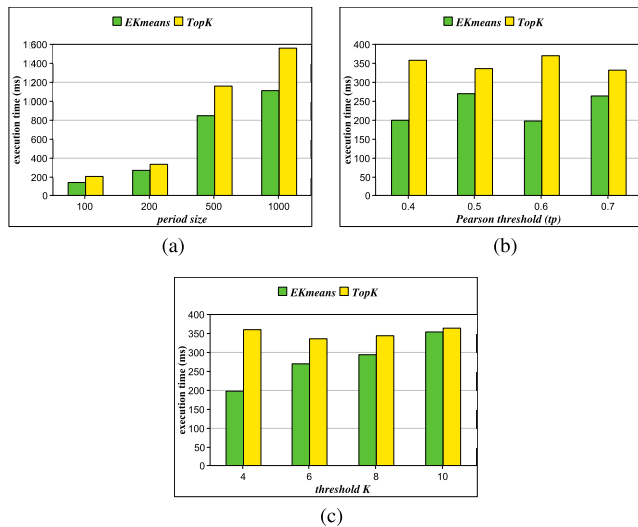 EKmeans TopK
execution time (ms)
1 600
1 400
1 200
1 000
800
600
400
200
0
100 200 500 1000
period size
(a)
EKmeans TopK
execution time (ms)
400
350
300
250
200
150
100
50
0
0.4 0.5 0.6 0.7
Pearson threshold (tp)
(b)
EKmeans TopK
execution time (ms)
400
350
300
250
200
150
100
50
0
4 6 8 10
threshold K
(c)